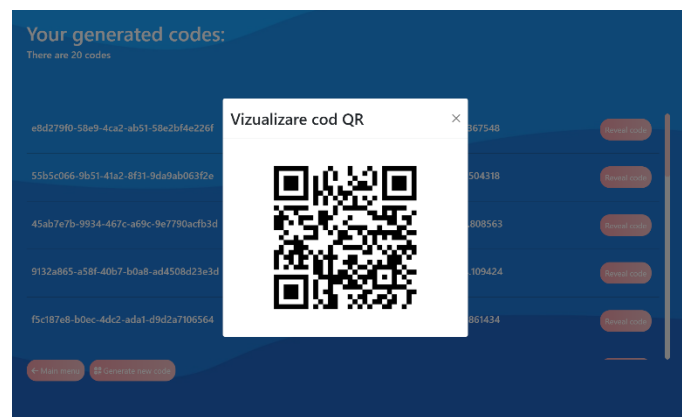 Your generated codes:
There are 20 codes
Vizualizare cod QR ×
e8d279f0-58e9-4ca2-ab51-58e2bf4e226f 367548 Reveal code
55b5c066-9b51-41a2-8f31-9da9ab063f2e 504318 Reveal code
45ab7e7b-9934-467c-a69c-9e7790acfb3d .808563 Reveal code
9132a865-a58f-40b7-b0a8-ad4508d23e3d .109424 Reveal code
f5c187e8-b0ec-4dc2-ada1-d9d2a7106564 861434 Reveal code
← Main menu Generate new code